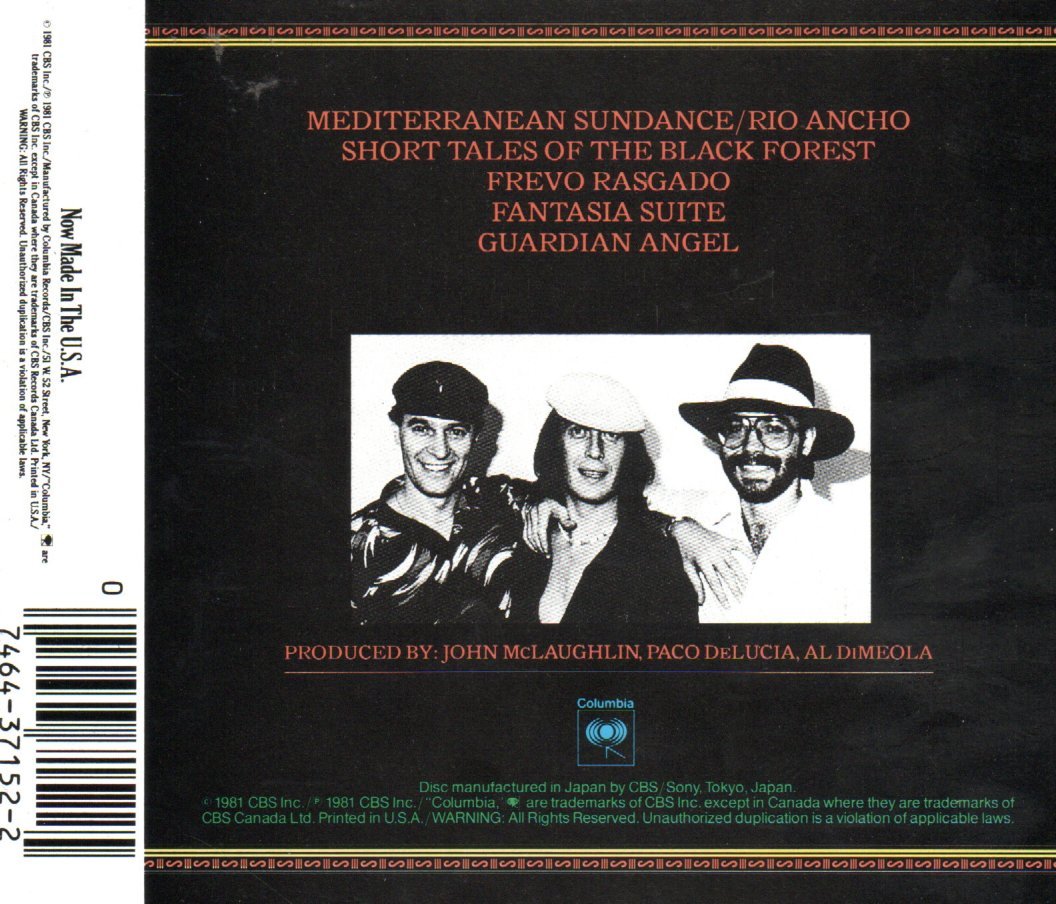 MEDITERRANEAN SUNDANCE/RIO ANCHO
SHORT TALES OF THE BLACK FOREST
FREVO RASGADO
FANTASIA SUITE
GUARDIAN ANGEL
PRODUCED BY: JOHN McLAUGHLIN, PACO DeLUCIA, AL DiMEOLA
Columbia
Disc manufactured in Japan by CBS/Sony, Tokyo, Japan.
© 1981 CBS Inc./℗ 1981 CBS Inc./"Columbia," are trademarks of CBS Inc. except in Canada where they are trademarks of
CBS Canada Ltd. Printed in U.S.A./WARNING: All Rights Reserved. Unauthorized duplication is a violation of applicable laws.
Now Made In The U.S.A.
© 1981 CBS Inc./℗ 1981 CBS Inc./Manufactured by Columbia Records/CBS Inc./51 W. 52 Street, New York, NY/"Columbia," are
trademarks of CBS Inc. except in Canada where they are trademarks of CBS Records Canada Ltd. Printed in U.S.A./
WARNING: All Rights Reserved. Unauthorized duplication is a violation of applicable laws.
0
7464-37152-2